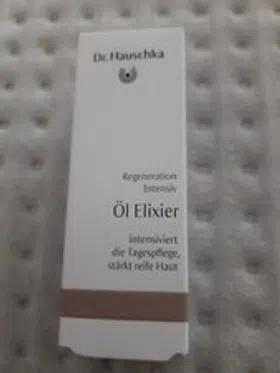 Dr. Hauschka
Regeneration
Intensiv
Öl Elixier
intensiviert
die Tagespflege,
stärkt reife Haut